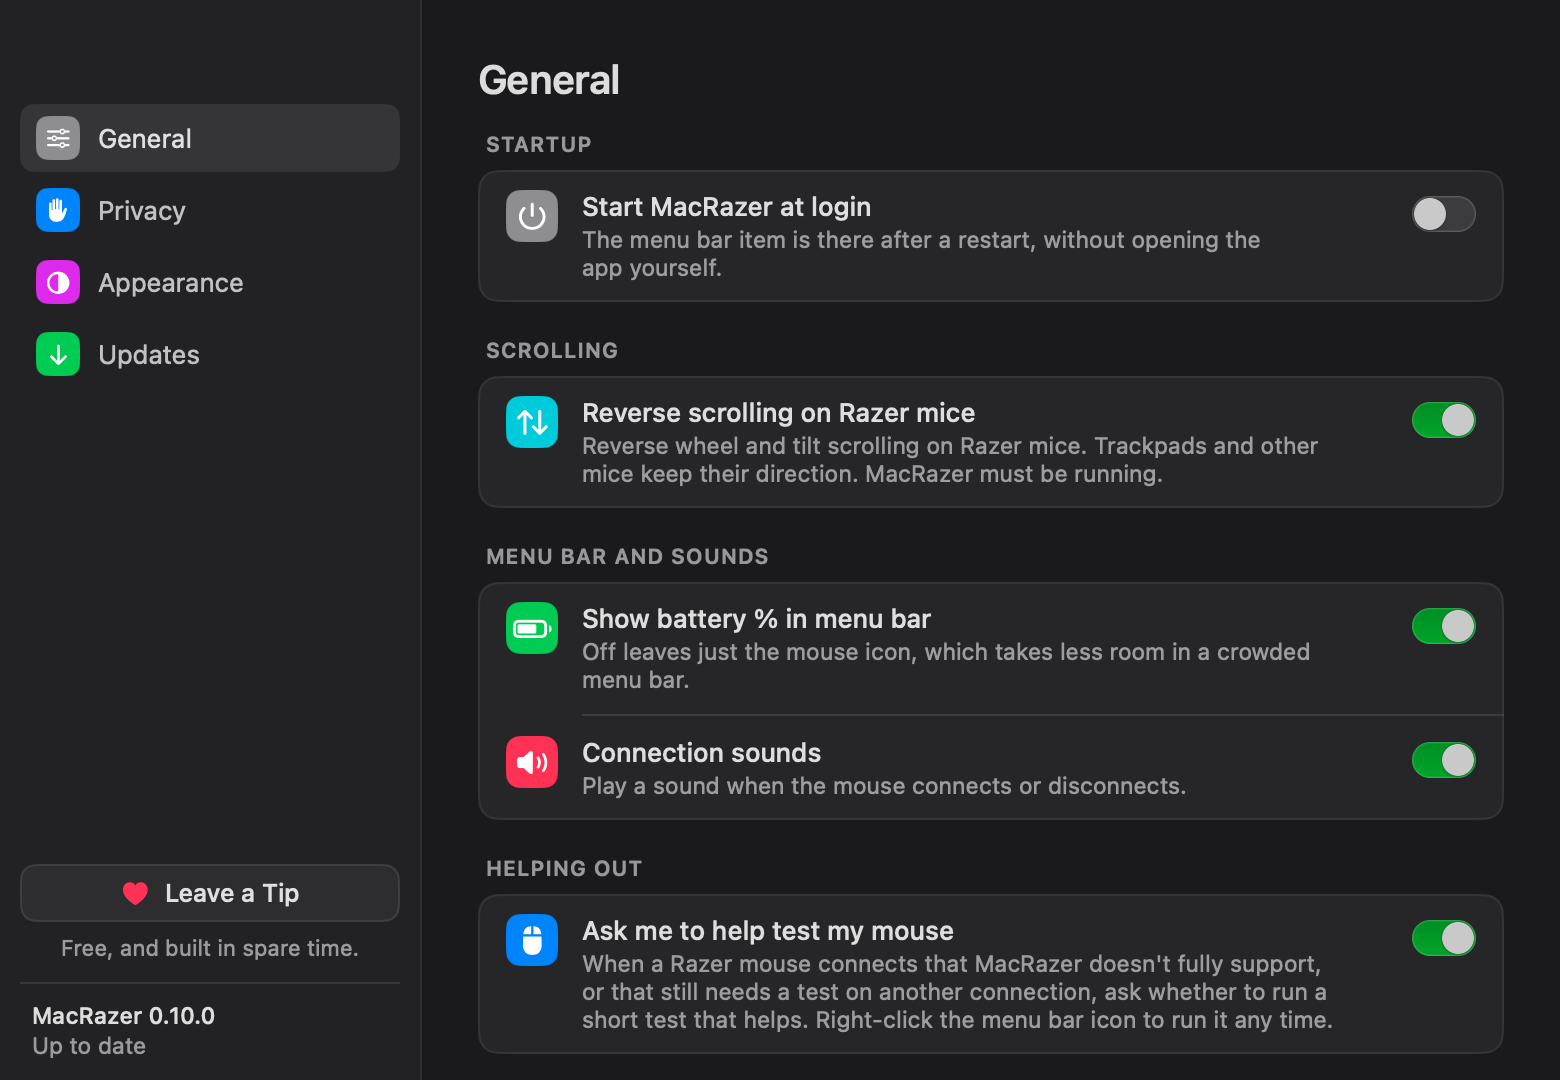 General
Privacy
Appearance
Updates
Leave a Tip
Free, and built in spare time.
MacRazer 0.10.0
Up to date
General
STARTUP
Start MacRazer at login
The menu bar item is there after a restart, without opening the
app yourself.
SCROLLING
Reverse scrolling on Razer mice
Reverse wheel and tilt scrolling on Razer mice. Trackpads and other
mice keep their direction. MacRazer must be running.
MENU BAR AND SOUNDS
Show battery % in menu bar
Off leaves just the mouse icon, which takes less room in a crowded
menu bar.
Connection sounds
Play a sound when the mouse connects or disconnects.
HELPING OUT
Ask me to help test my mouse
When a Razer mouse connects that MacRazer doesn't fully support,
or that still needs a test on another connection, ask whether to run a
short test that helps. Right-click the menu bar icon to run it any time.